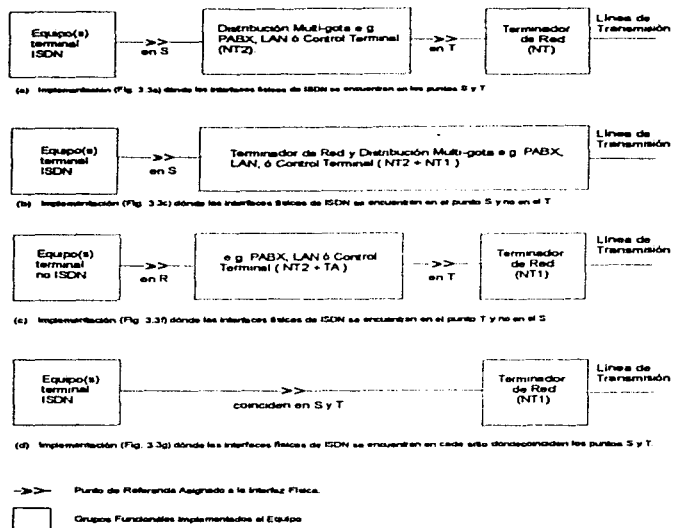 Equipo(s)
terminal
ISDN
en S
Distribución Multi-gota e g
PABX, LAN ó Control Terminal
(NT2).
en T
Terminador
de Red
(NT)
Línea de
Transmisión
(a) Implementación (Fig. 3.3a) dónde las interfaces físicas de ISDN se encuentran en los puntos S y T
Equipo(s)
terminal
ISDN
en S
Terminador de Red y Distribución Multi-gota e g PABX,
LAN, ó Control Terminal ( NT2 + NT1 )
Línea de
Transmisión
(b) Implementación (Fig. 3.3c) dónde las interfaces físicas de ISDN se encuentran en el punto S y no en el T
Equipo(s)
terminal
no ISDN
en R
e g PABX, LAN ó Control
Terminal ( NT2 + TA )
en T
Terminador
de Red
(NT1)
Línea de
Transmisión
(c) Implementación (Fig. 3.3f) dónde las interfaces físicas de ISDN se encuentran en el punto T y no en el S
Equipo(s)
terminal
ISDN
coinciden en S y T
Terminador
de Red
(NT1)
Línea de
Transmisión
(d) Implementación (Fig. 3.3g) dónde las interfaces físicas de ISDN se encuentran en cada sitio dóndecoinciden los puntos S y T.
Punto de Referencia Asignado a la Interfaz Física.
Grupos Funcionales Implementados el Equipo